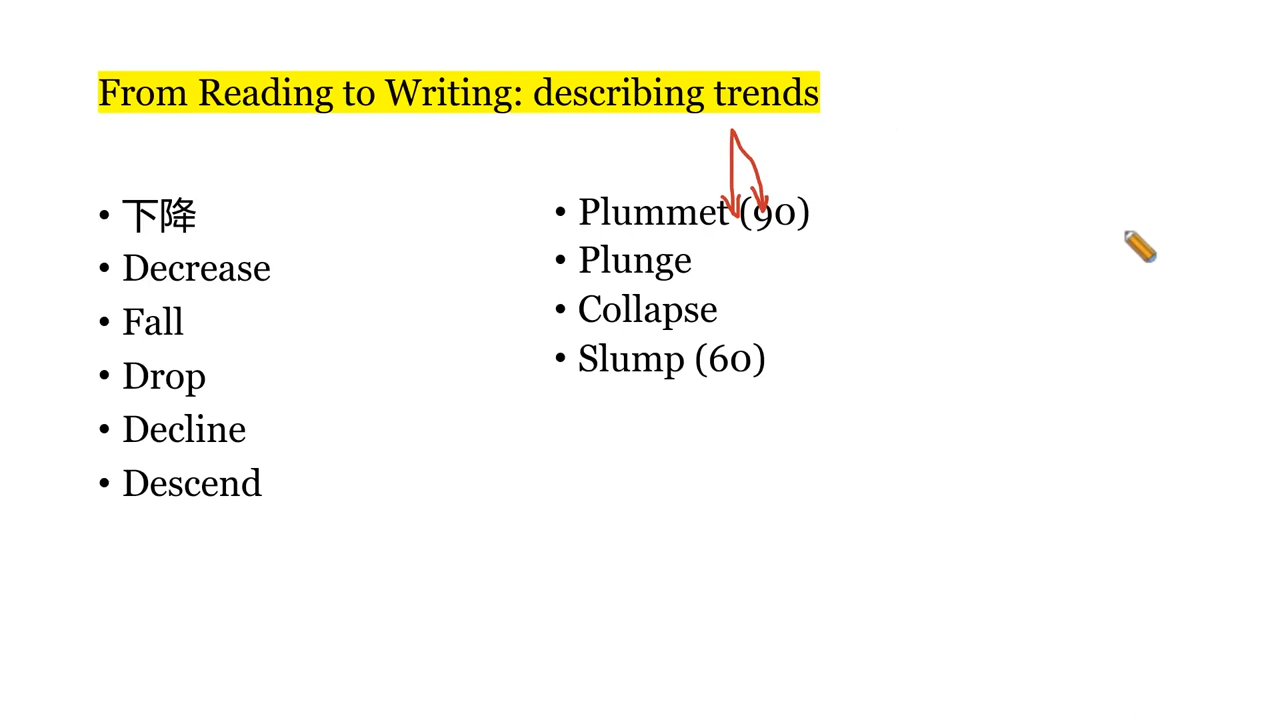 From Reading to Writing: describing trends
• 下降
• Decrease
• Fall
• Drop
• Decline
• Descend
• Plummet (90)
• Plunge
• Collapse
• Slump (60)